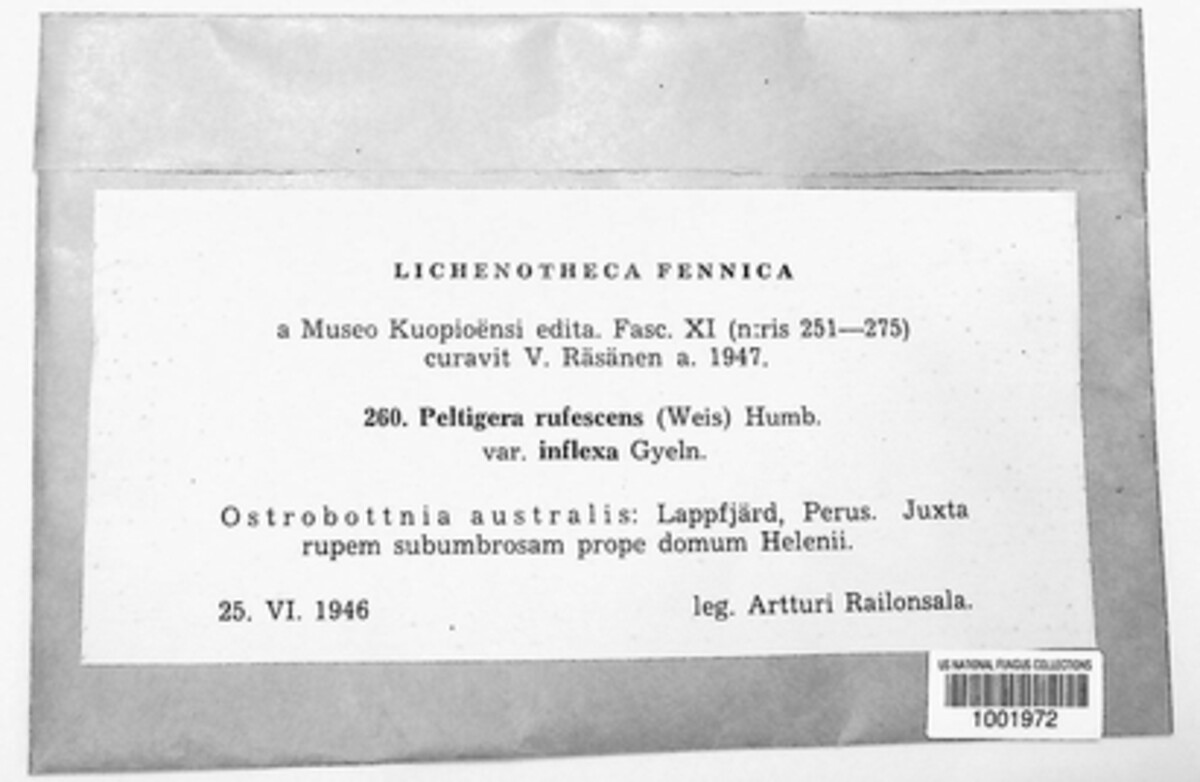 LICHENOTHECA FENNICA
a Museo Kuopioënsi edita. Fasc. XI (n:ris 251—275)
curavit V. Räsänen a. 1947.
260. Peltigera rufescens (Weis) Humb.
var. inflexa Gyeln.
Ostrobottnia australis: Lappfjärd, Perus. Juxta
rupem subumbrosam prope domum Helenii.
25. VI. 1946 leg. Artturi Railonsala.
US NATIONAL FUNGUS COLLECTIONS
1001972